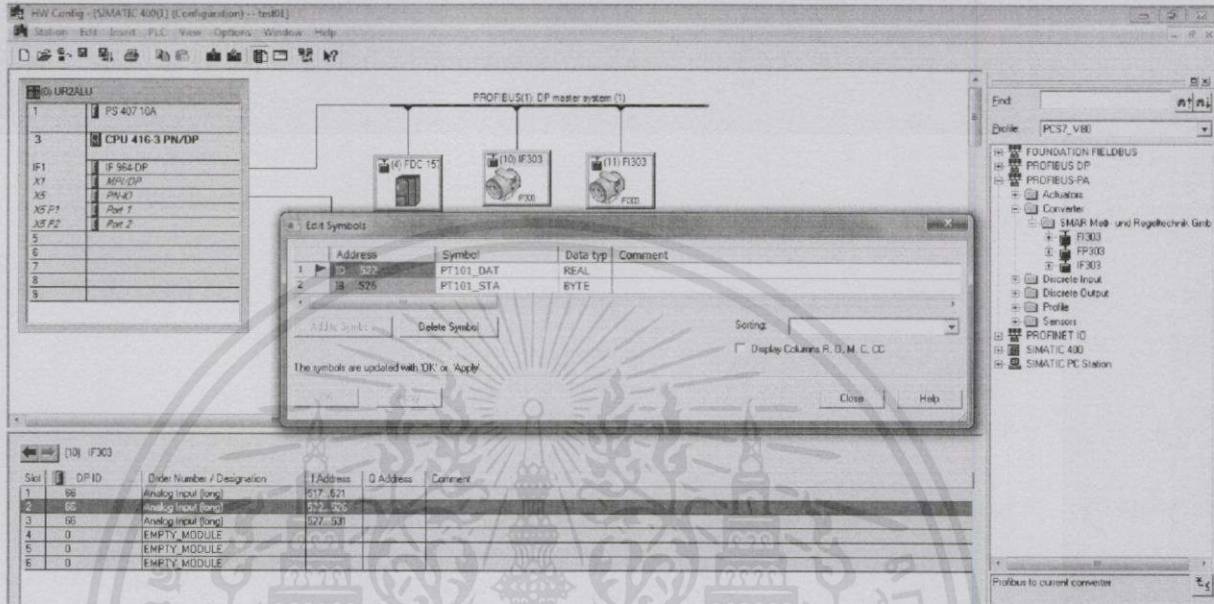 HW Config - [SIMATIC 400(1) (Configuration) -- test01]
Station Edit Insert PLC View Options Window Help
(0) UR2ALU
1 PS 407 10A
3 CPU 416-3 PN/DP
IF1 IF 964-DP
X1 MPI/DP
X5 PN-IO
X5 P1 Port 1
X5 P2 Port 2
5
6
7
8
9
PROFIBUS(1): DP master system (1)
(4) FDC 157
(10) IF303
(11) FI303
Edit Symbols
Address Symbol Data typ Comment
1 ID 522 PT101_DAT REAL
2 IB 526 PT101_STA BYTE
Delete Symbol
Sorting:
Display Columns R, O, M, C, CC
The symbols are updated with 'OK' or 'Apply'
Close Help
Find:
Profile: PCS7_V80
FOUNDATION FIELDBUS
PROFIBUS DP
PROFIBUS-PA
Actuators
Converter
SMAR Meß- und Regeltechnik Gmb
FI303
FP303
IF303
Discrete Input
Discrete Output
Profile
Sensors
PROFINET IO
SIMATIC 400
SIMATIC PC Station
Profibus to current converter
(10) IF303
Slot DP ID Order Number / Designation I Address Q Address Comment
1 66 Analog Input (long) 517...521
2 66 Analog Input (long) 522...526
3 66 Analog Input (long) 527...531
4 0 EMPTY_MODULE
5 0 EMPTY_MODULE
6 0 EMPTY_MODULE